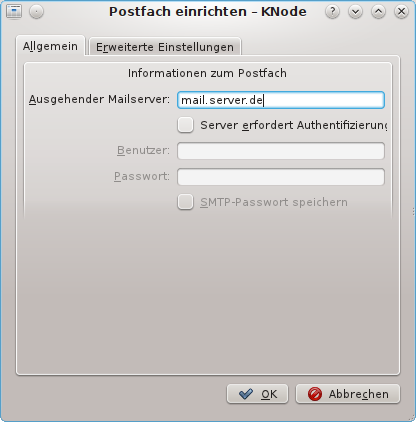 Postfach einrichten – KNode
Allgemein
Erweiterte Einstellungen
Informationen zum Postfach
Ausgehender Mailserver: mail.server.de
Server erfordert Authentifizierung
Benutzer:
Passwort:
SMTP-Passwort speichern
OK
Abbrechen